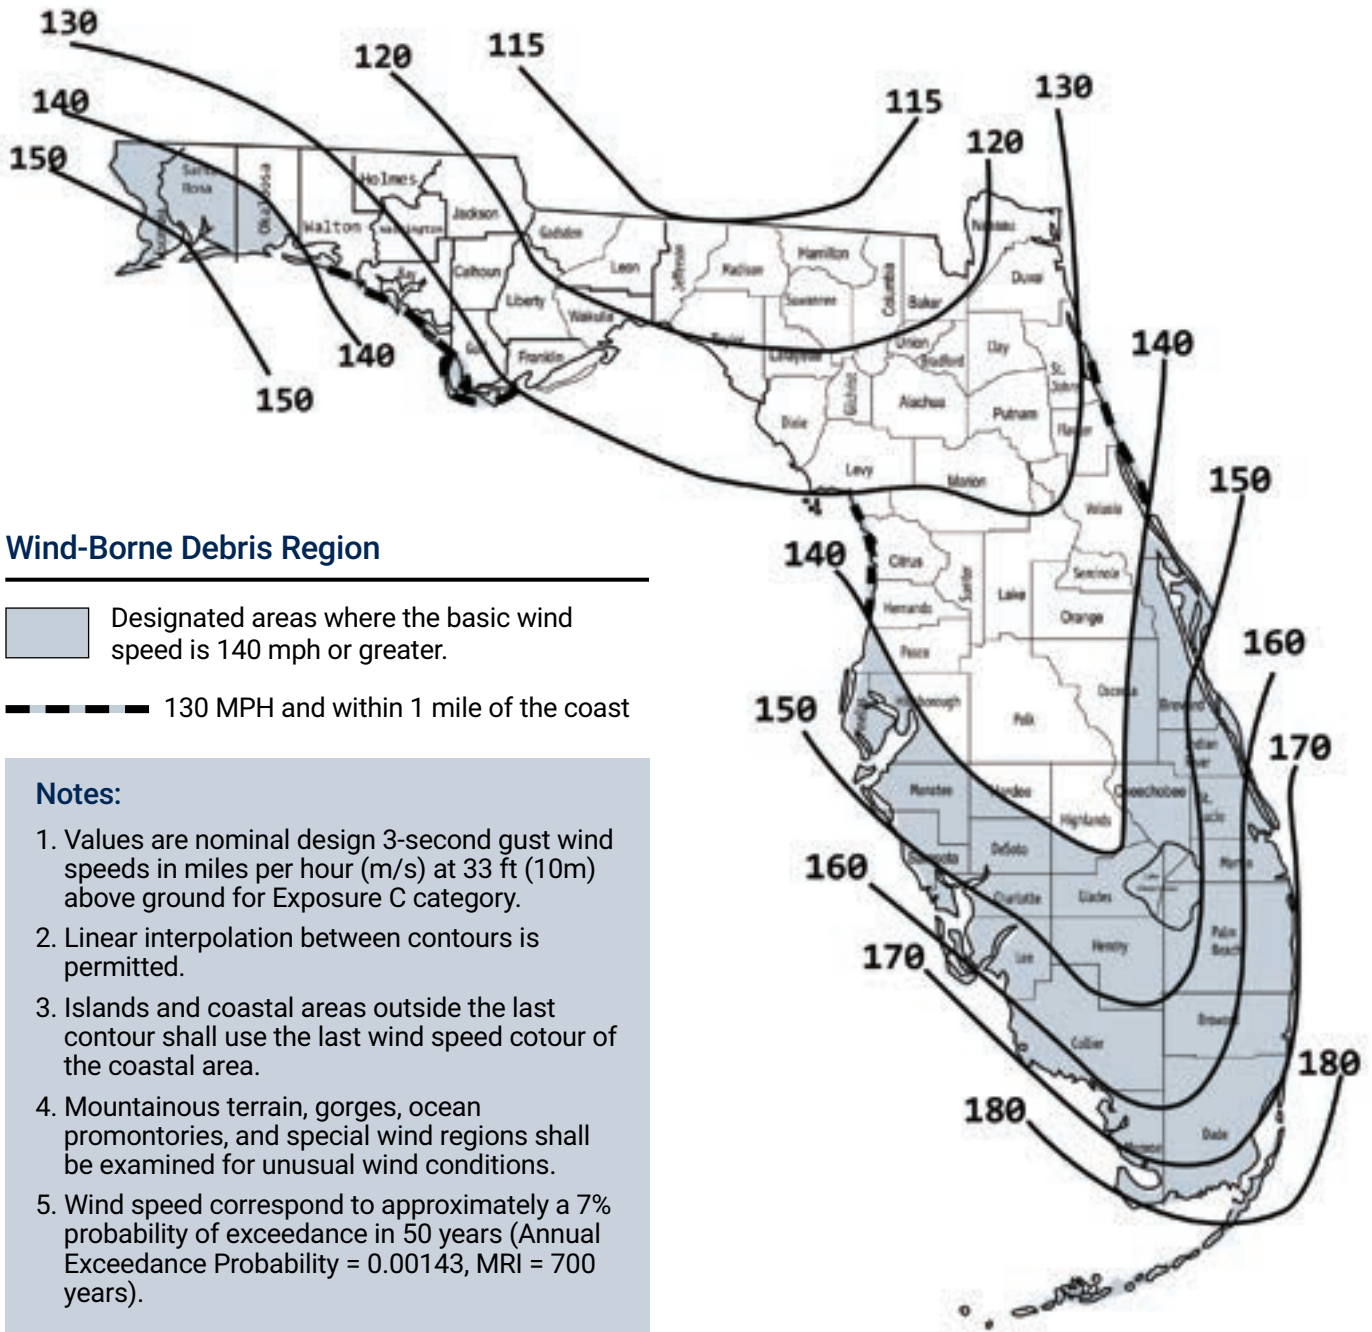 130
120
115
115
130
140
150
120
Santa
Rosa
Okaloosa
Holmes
Walton
Washington
Jackson
Gadsden
Leon
Jefferson
Madison
Hamilton
Nassau
Duval
Bay
Calhoun
Liberty
Wakulla
Suwannee
Columbia
Baker
Gulf
Franklin
Taylor
Lafayette
Union
Bradford
Clay
St.
Johns
140
150
140
Dixie
Gilchrist
Alachua
Putnam
Flagler
Levy
Marion
Volusia
150
140
Citrus
Sumter
Lake
Seminole
Hernando
Orange
Pasco
160
Hillsborough
Polk
Osceola
Brevard
150
Indian
River
170
Manatee
Hardee
Highlands
Okeechobee
St.
Lucie
160
Sarasota
DeSoto
Martin
Charlotte
Glades
Lee
Hendry
Palm
Beach
170
Collier
Broward
180
180
Monroe
Dade
Wind-Borne Debris Region
Designated areas where the basic wind
speed is 140 mph or greater.
130 MPH and within 1 mile of the coast
Notes:
1. Values are nominal design 3-second gust wind
speeds in miles per hour (m/s) at 33 ft (10m)
above ground for Exposure C category.
2. Linear interpolation between contours is
permitted.
3. Islands and coastal areas outside the last
contour shall use the last wind speed cotour of
the coastal area.
4. Mountainous terrain, gorges, ocean
promontories, and special wind regions shall
be examined for unusual wind conditions.
5. Wind speed correspond to approximately a 7%
probability of exceedance in 50 years (Annual
Exceedance Probability = 0.00143, MRI = 700
years).